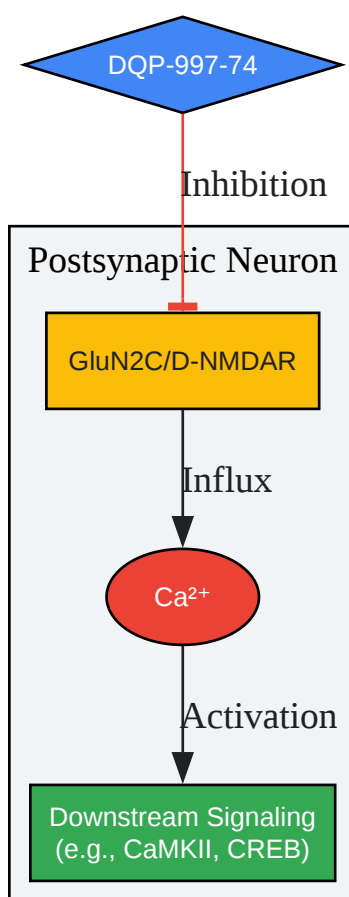 DQP-997-74
Inhibition
Postsynaptic Neuron
GluN2C/D-NMDAR
Influx
Ca²⁺
Activation
Downstream Signaling
(e.g., CaMKII, CREB)